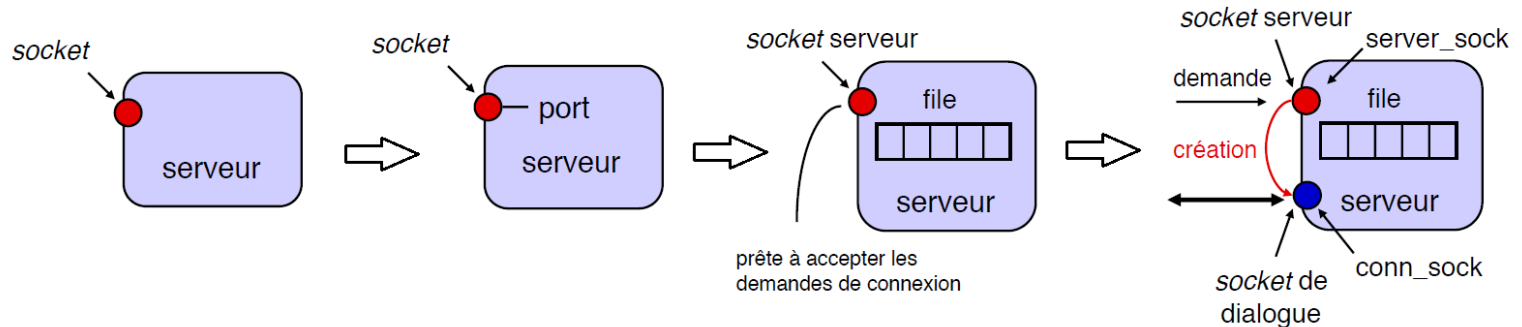 socket
serveur
socket
port
serveur
socket serveur
file
serveur
prête à accepter les
demandes de connexion
socket serveur
server_sock
demande
file
création
serveur
conn_sock
socket de
dialogue